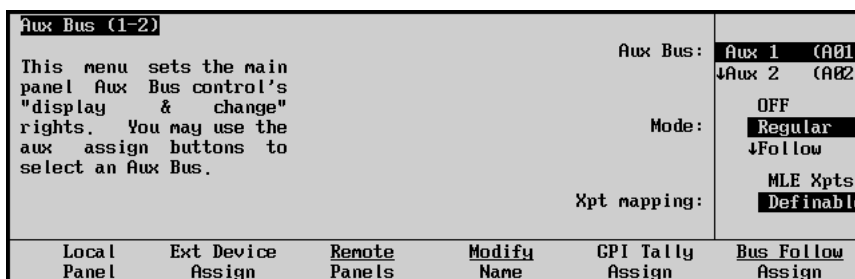 Aux Bus (1-2)
This menu sets the main
panel Aux Bus control's
"display & change"
rights. You may use the
aux assign buttons to
select an Aux Bus.
Aux Bus:
Aux 1 (A01
↓Aux 2 (A02
Mode:
OFF
Regular
↓Follow
Xpt mapping:
MLE Xpts
Definabl
Local Ext Device Remote Modify GPI Tally Bus Follow
Panel Assign Panels Name Assign Assign